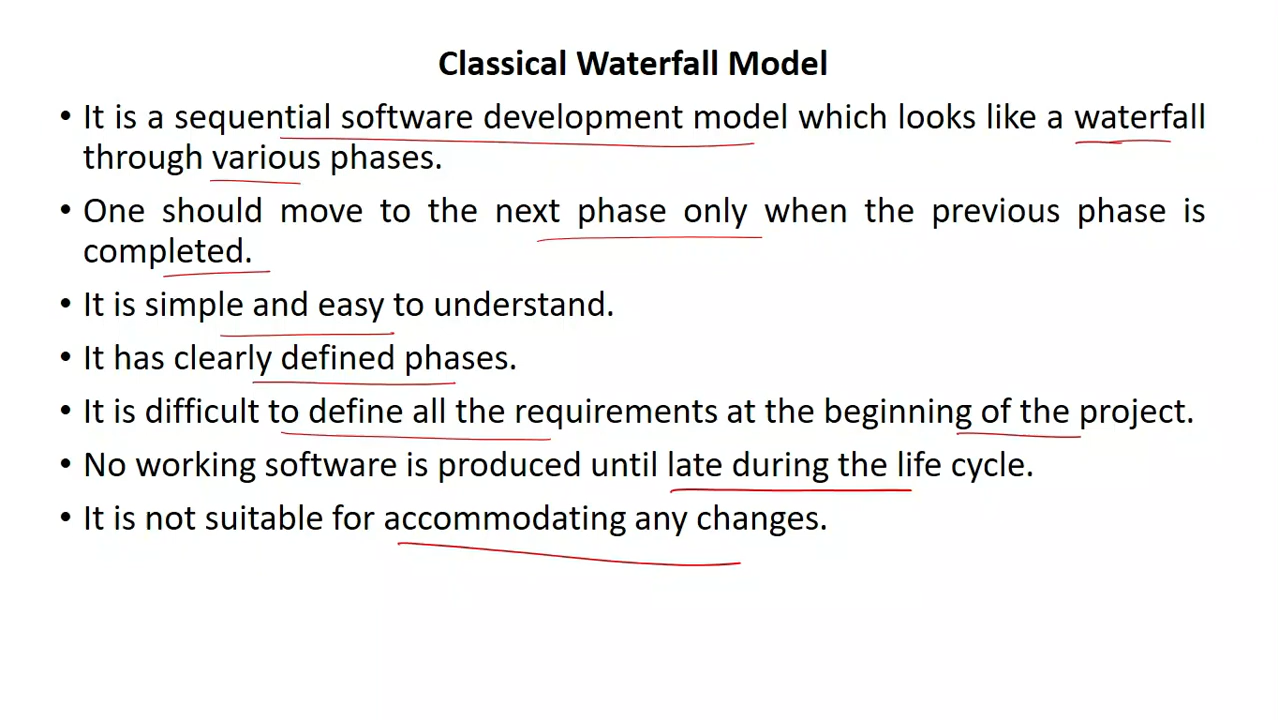 Classical Waterfall Model
• It is a sequential software development model which looks like a waterfall
through various phases.
• One should move to the next phase only when the previous phase is
completed.
• It is simple and easy to understand.
• It has clearly defined phases.
• It is difficult to define all the requirements at the beginning of the project.
• No working software is produced until late during the life cycle.
• It is not suitable for accommodating any changes.